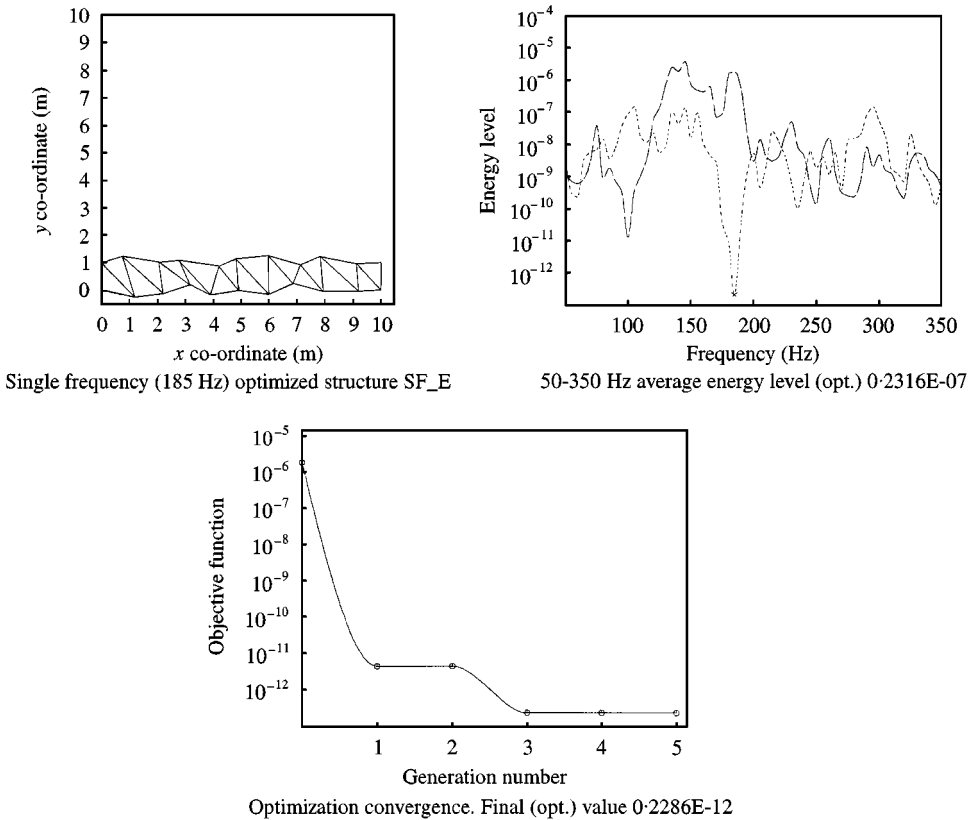 10
9
8
7
6
5
4
3
2
1
0
y co-ordinate (m)
0 1 2 3 4 5 6 7 8 9 10
x co-ordinate (m)
Single frequency (185 Hz) optimized structure SF_E
10⁻⁴
10⁻⁵
10⁻⁶
10⁻⁷
10⁻⁸
10⁻⁹
10⁻¹⁰
10⁻¹¹
10⁻¹²
Energy level
100 150 200 250 300 350
Frequency (Hz)
50-350 Hz average energy level (opt.) 0·2316E-07
10⁻⁵
10⁻⁶
10⁻⁷
10⁻⁸
10⁻⁹
10⁻¹⁰
10⁻¹¹
10⁻¹²
Objective function
1 2 3 4 5
Generation number
Optimization convergence. Final (opt.) value 0·2286E-12